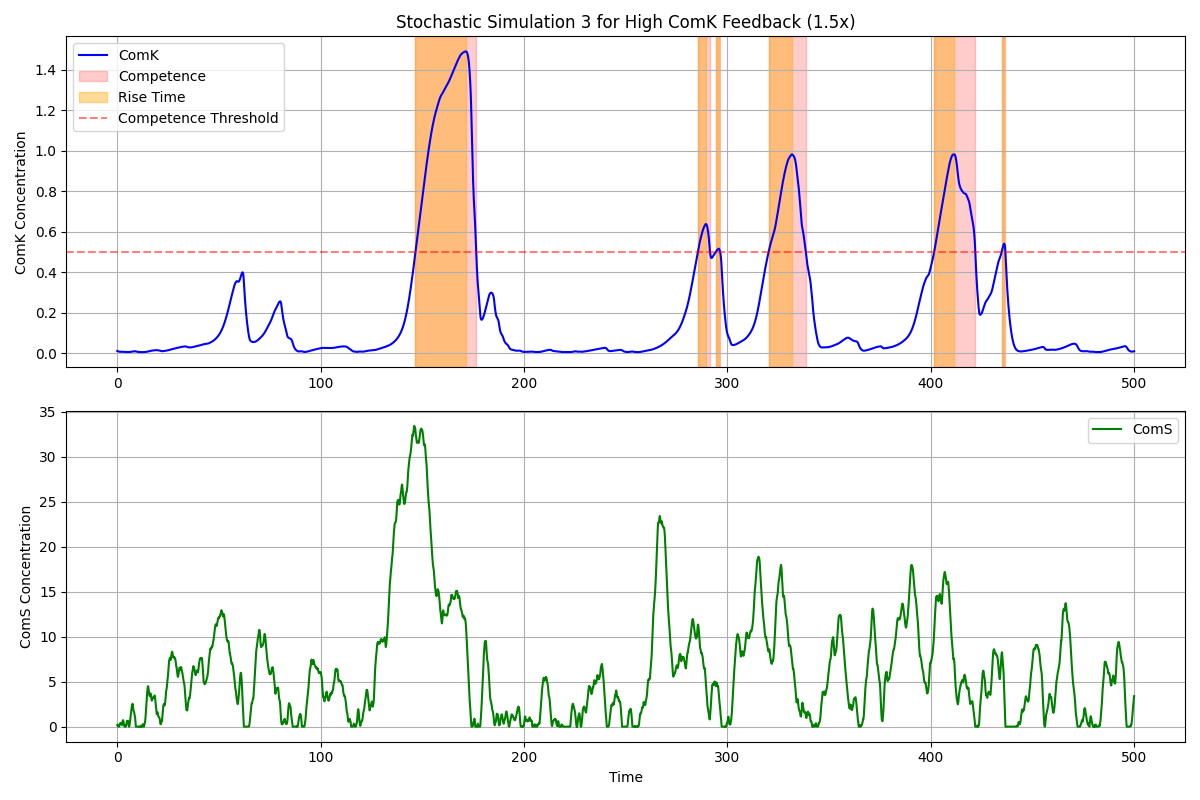 Stochastic Simulation 3 for High ComK Feedback (1.5x)
ComK Concentration
1.4
1.2
1.0
0.8
0.6
0.4
0.2
0.0
ComK
Competence
Rise Time
Competence Threshold
0 100 200 300 400 500
ComS Concentration
35
30
25
20
15
10
5
0
ComS
0 100 200 300 400 500
Time